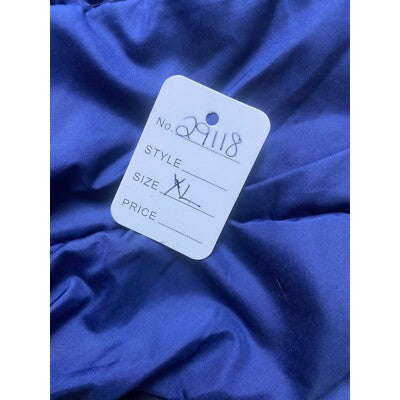 No. 29118
STYLE
SIZE XL
PRICE